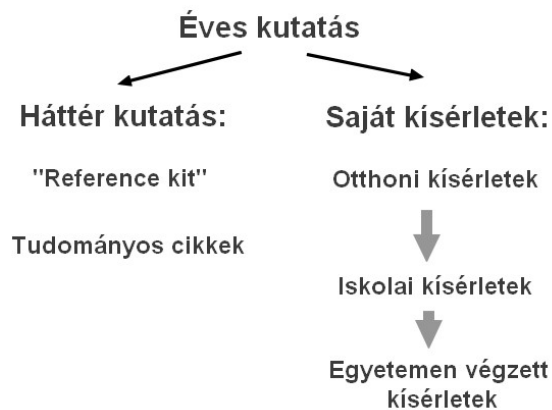 Éves kutatás
Háttér kutatás:
"Reference kit"
Tudományos cikkek
Saját kísérletek:
Otthoni kísérletek
Iskolai kísérletek
Egyetemen végzett
kísérletek